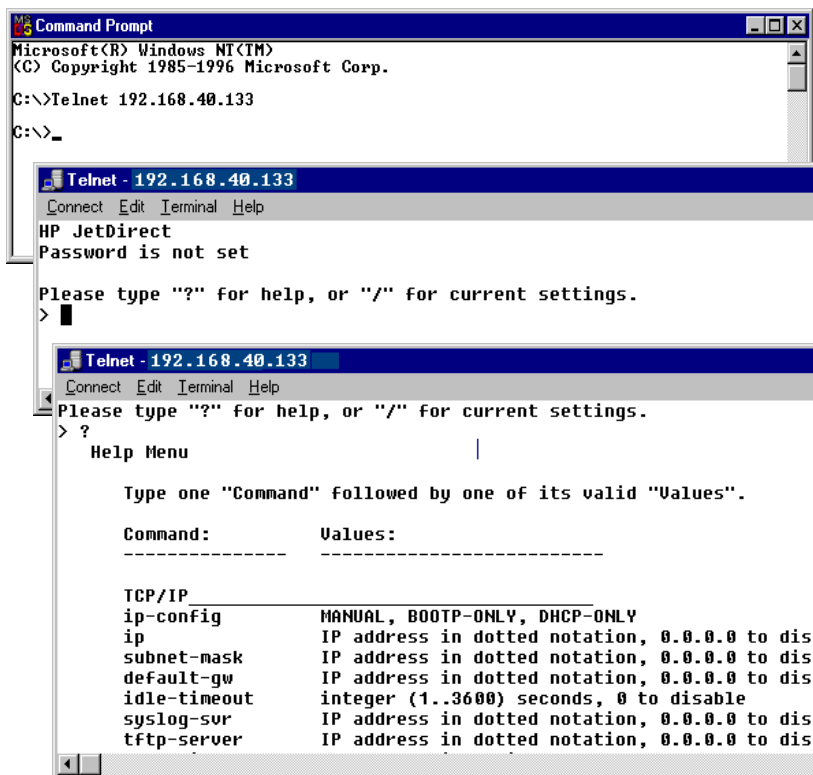 Command Prompt
Microsoft(R) Windows NT(TM)
(C) Copyright 1985-1996 Microsoft Corp.
C:\>Telnet 192.168.40.133
C:\>_
Telnet - 192.168.40.133
Connect Edit Terminal Help
HP JetDirect
Password is not set
Please type "?" for help, or "/" for current settings.
>
Telnet - 192.168.40.133
Connect Edit Terminal Help
Please type "?" for help, or "/" for current settings.
> ?
Help Menu
Type one "Command" followed by one of its valid "Values".
Command: Values:
--------------- --------------------------
TCP/IP_____________________________________
ip-config MANUAL, BOOTP-ONLY, DHCP-ONLY
ip IP address in dotted notation, 0.0.0.0 to dis
subnet-mask IP address in dotted notation, 0.0.0.0 to dis
default-gw IP address in dotted notation, 0.0.0.0 to dis
idle-timeout integer (1..3600) seconds, 0 to disable
syslog-svr IP address in dotted notation, 0.0.0.0 to dis
tftp-server IP address in dotted notation, 0.0.0.0 to dis